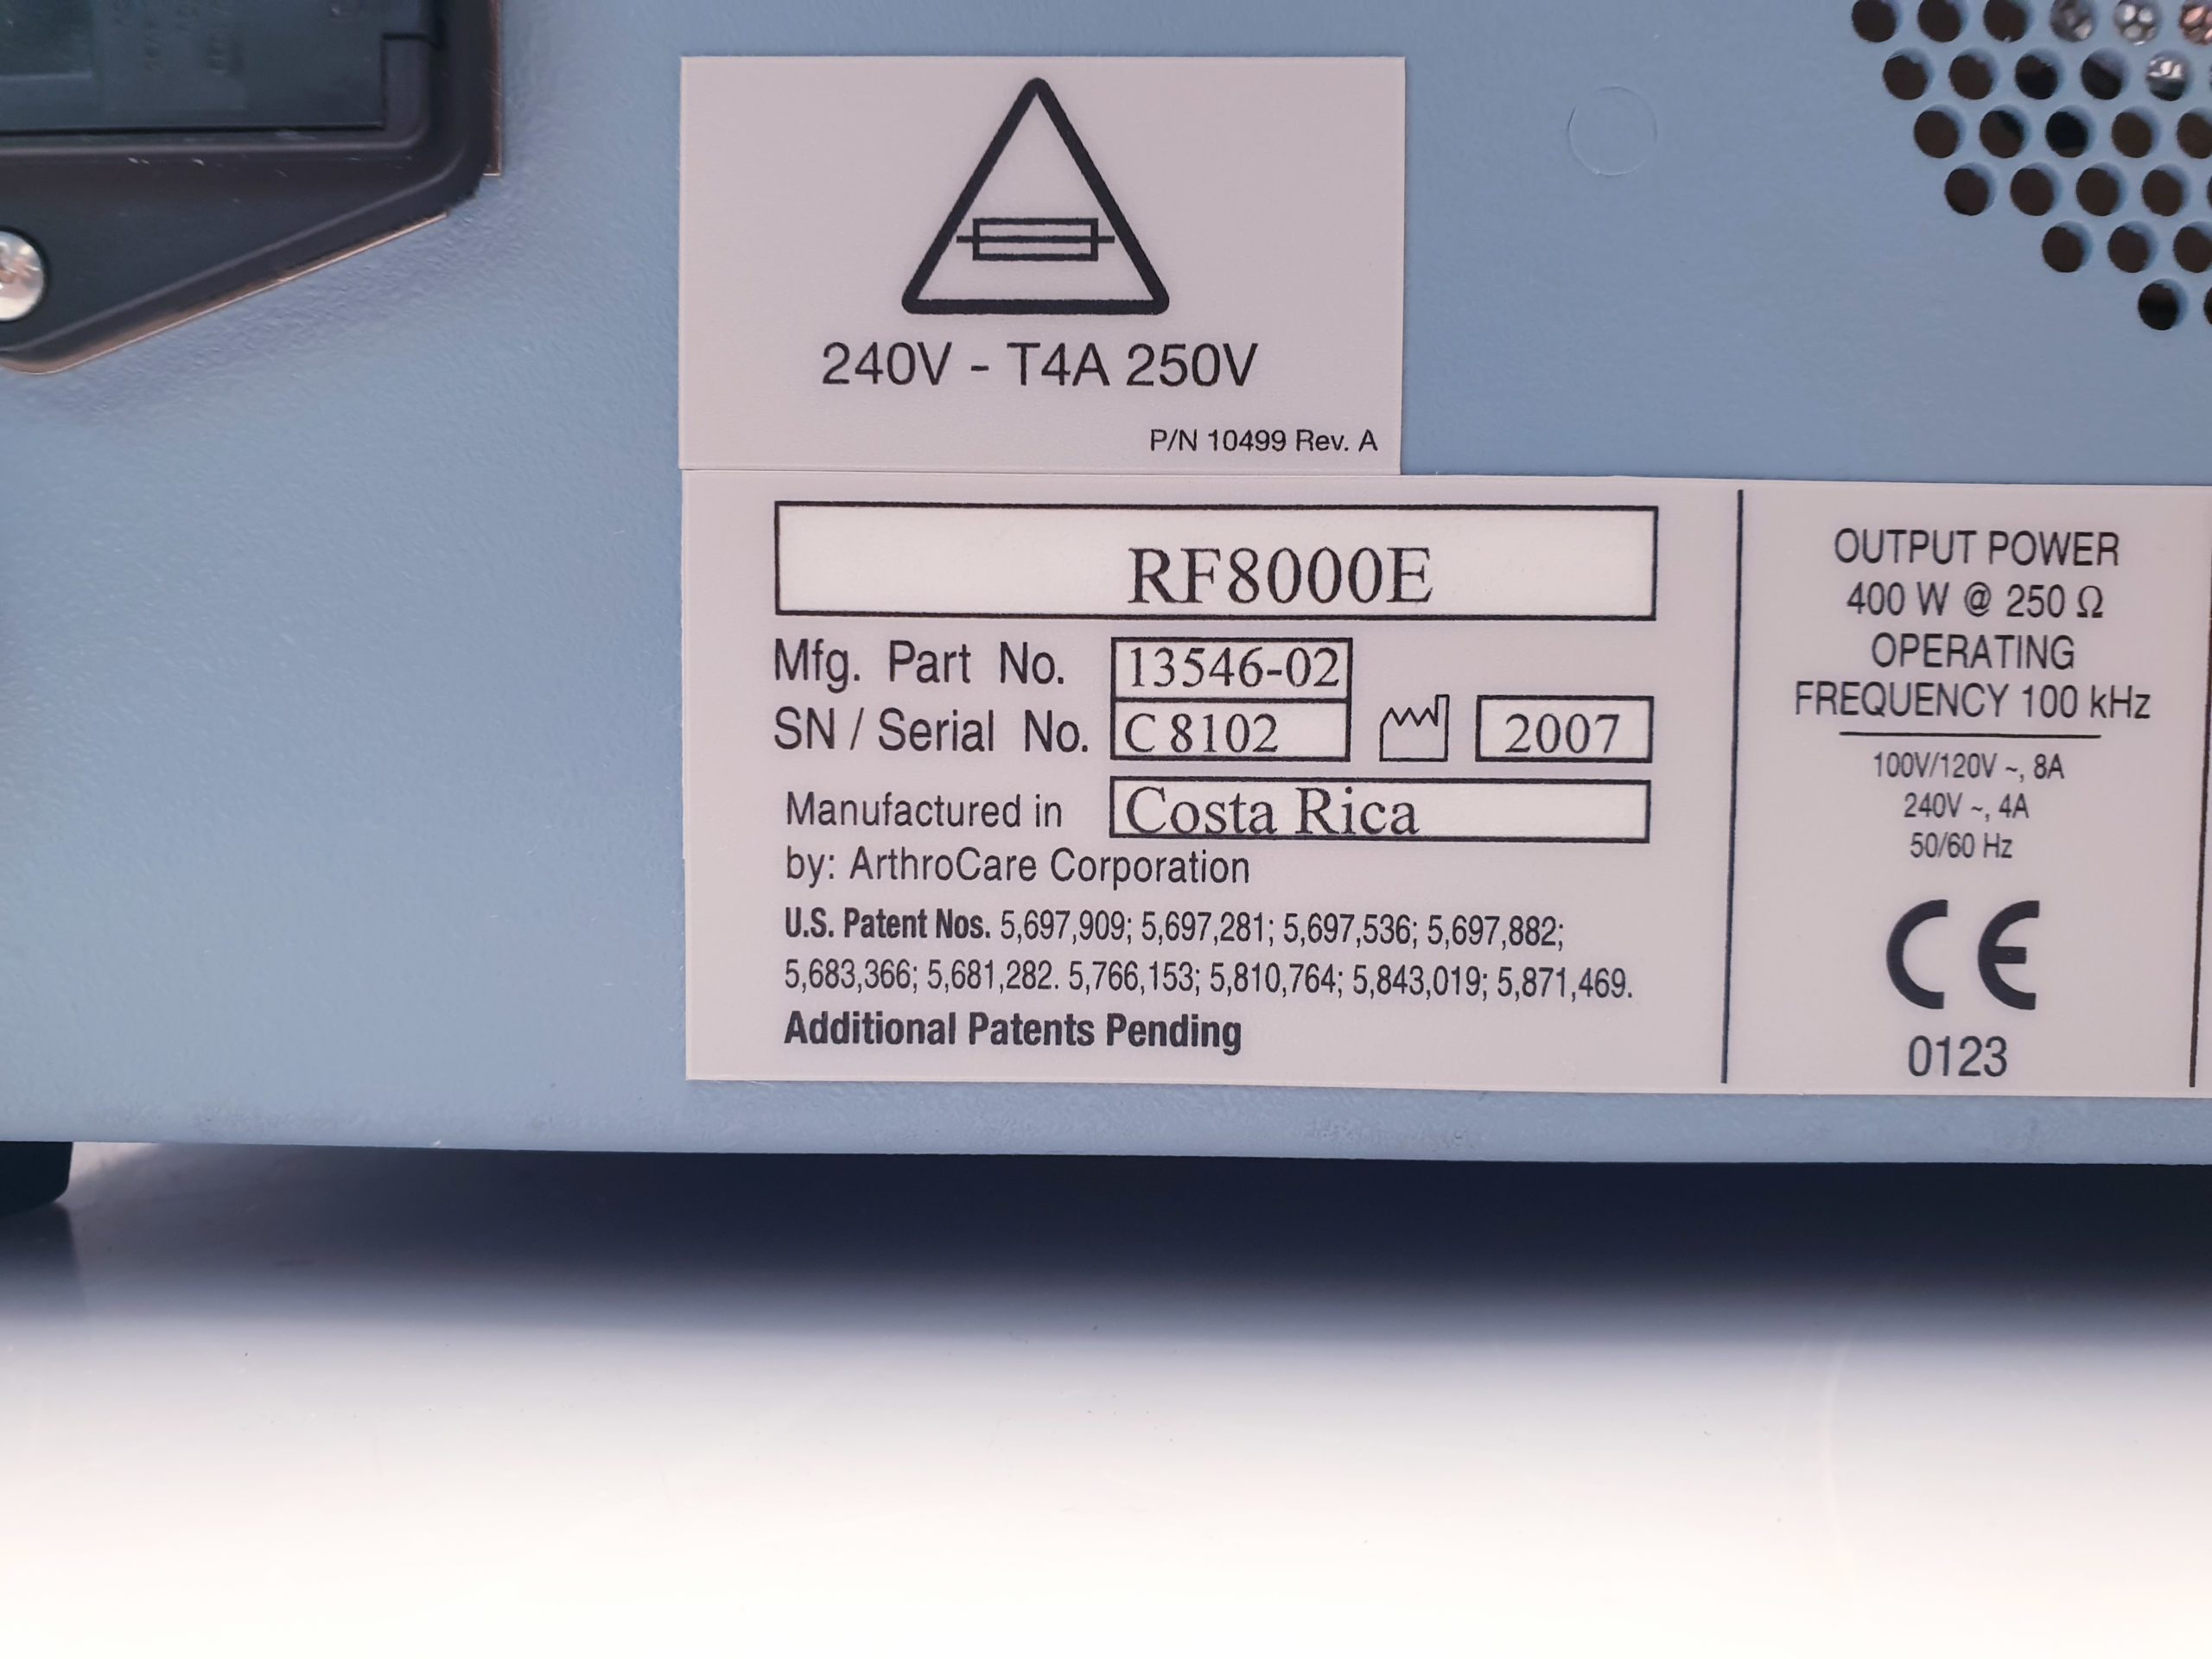 240V - T4A 250V
P/N 10499 Rev. A
RF8000E
Mfg. Part No. 13546-02
SN / Serial No. C 8102 2007
Manufactured in Costa Rica
by: ArthroCare Corporation
U.S. Patent Nos. 5,697,909; 5,697,281; 5,697,536; 5,697,882;
5,683,366; 5,681,282. 5,766,153; 5,810,764; 5,843,019; 5,871,469.
Additional Patents Pending
OUTPUT POWER
400 W @ 250 Ω
OPERATING
FREQUENCY 100 kHz
100V/120V ~, 8A
240V ~, 4A
50/60 Hz
CE
0123